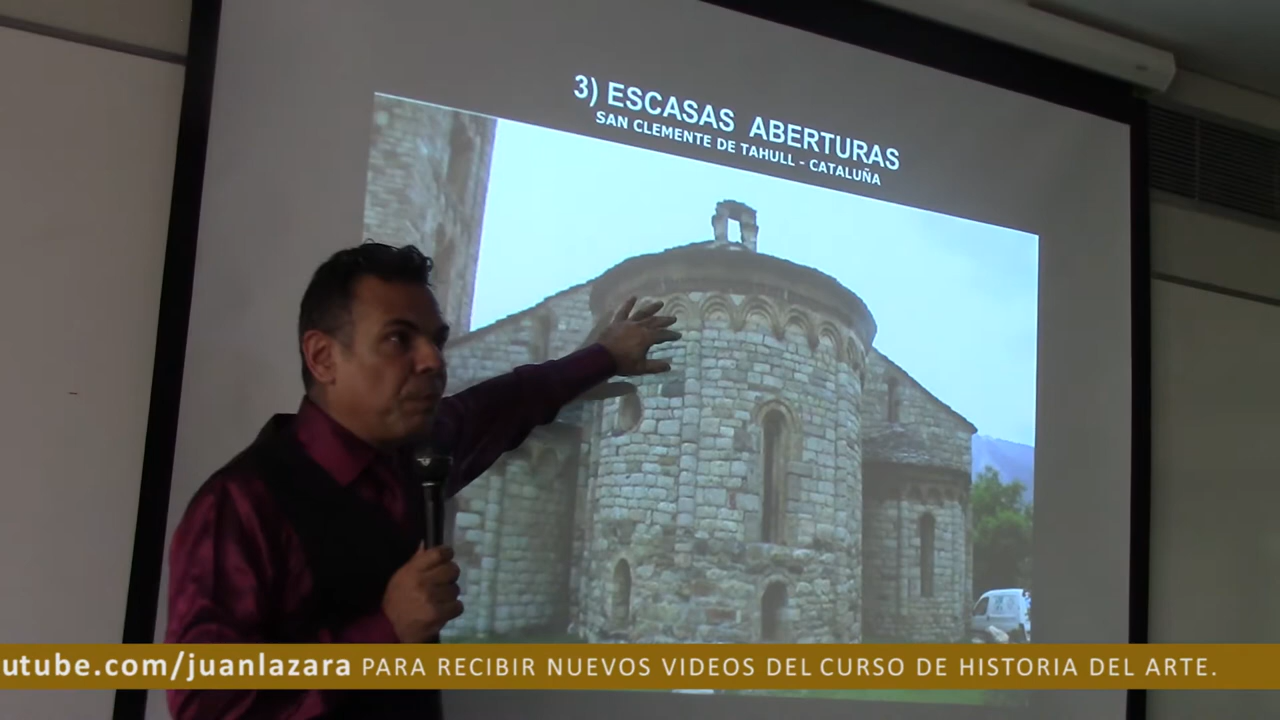 3) ESCASAS ABERTURAS
SAN CLEMENTE DE TAHULL - CATALUÑA
utube.com/juanlazara PARA RECIBIR NUEVOS VIDEOS DEL CURSO DE HISTORIA DEL ARTE.